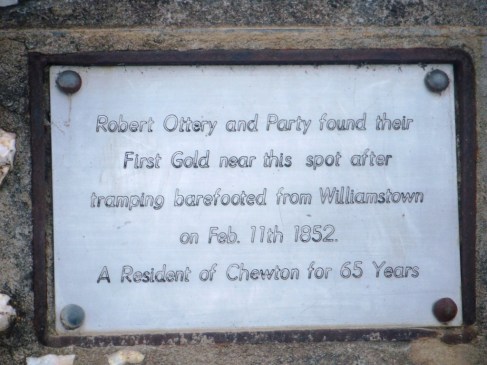 Robert Ottery and Party found their
First Gold near this spot after
tramping barefooted from Williamstown
on Feb. 11th 1852.
A Resident of Chewton for 65 Years